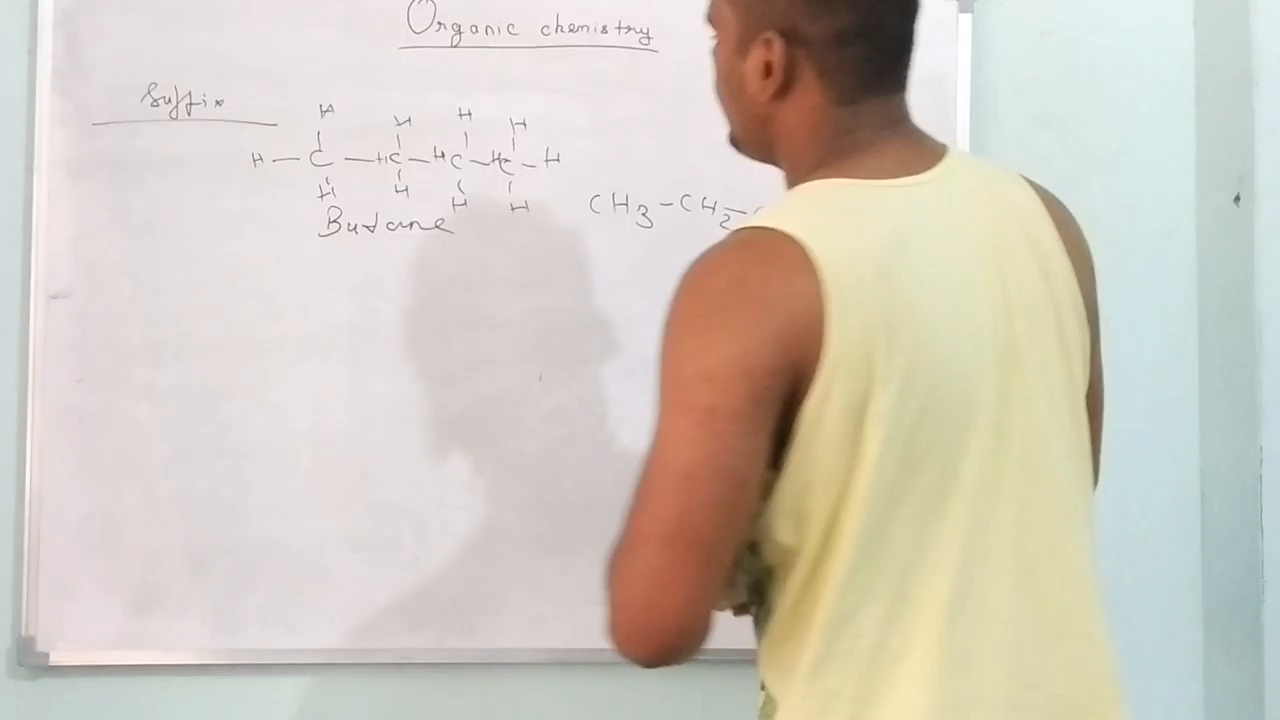 Organic chemistry
Suffix
H H H H
H — C — HC — HC — HC — H
H H H H
Butane
CH3 - CH2 - C